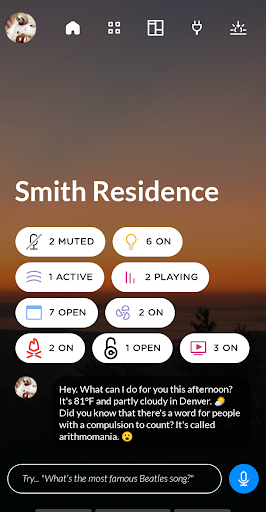 Smith Residence
2 MUTED
6 ON
1 ACTIVE
2 PLAYING
7 OPEN
2 ON
2 ON
1 OPEN
3 ON
Hey. What can I do for you this afternoon?
It's 81°F and partly cloudy in Denver. 🌤️
Did you know that there's a word for people
with a compulsion to count? It's called
arithmomania. 😮
Try... "What's the most famous Beatles song?"